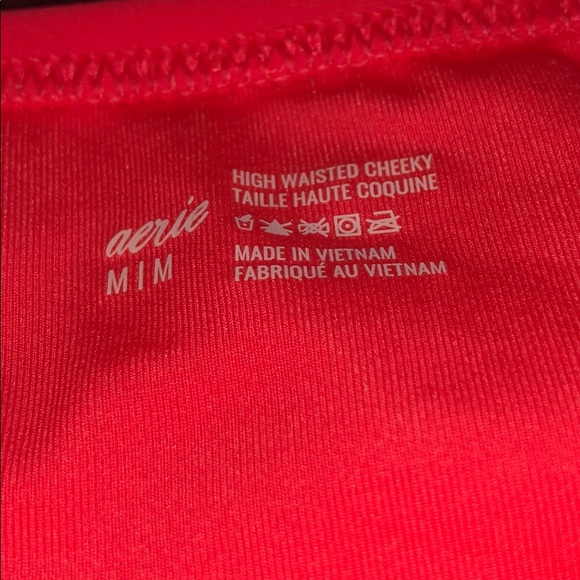 aerie
M|M
HIGH WAISTED CHEEKY
TAILLE HAUTE COQUINE
MADE IN VIETNAM
FABRIQUÉ AU VIETNAM